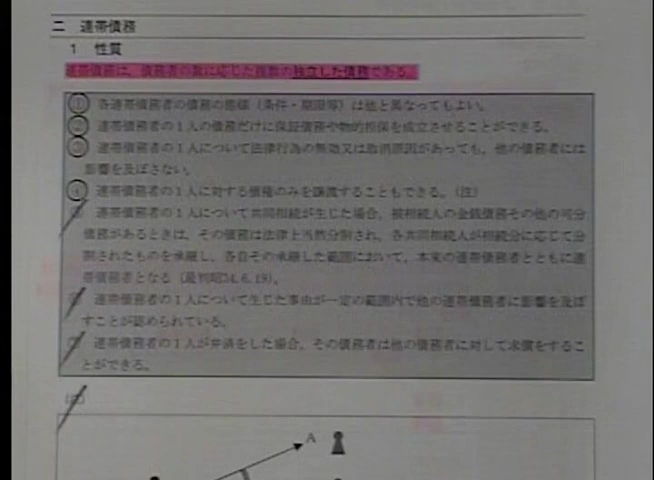 二 連帯債務
1 性質
連帯債務は、債務者の数に応じた複数の独立した債務である。
① 各連帯債務者の債務の態様（条件・期限等）は他と異なってもよい。
② 連帯債務者の1人の債務だけに保証債務や物的担保を成立させることができる。
③ 連帯債務者の1人について法律行為の無効又は取消原因があっても、他の債務者には
影響を及ぼさない。
④ 連帯債務者の1人に対する債権のみを譲渡することもできる。（注）
⑤ 連帯債務者の1人について共同相続が生じた場合、被相続人の金銭債務その他の可分
債務があるときは、その債務は法律上当然分割され、各共同相続人が相続分に応じて分
割されたものを承継し、各自その承継した範囲において、本来の連帯債務者とともに連
帯債務者となる（最判昭34.6.19）。
⑥ 連帯債務者の1人について生じた事由が一定の範囲内で他の連帯債務者に影響を及ぼ
すことが認められている。
⑦ 連帯債務者の1人が弁済をした場合、その債務者は他の債務者に対して求償をするこ
とができる。
(注)
A